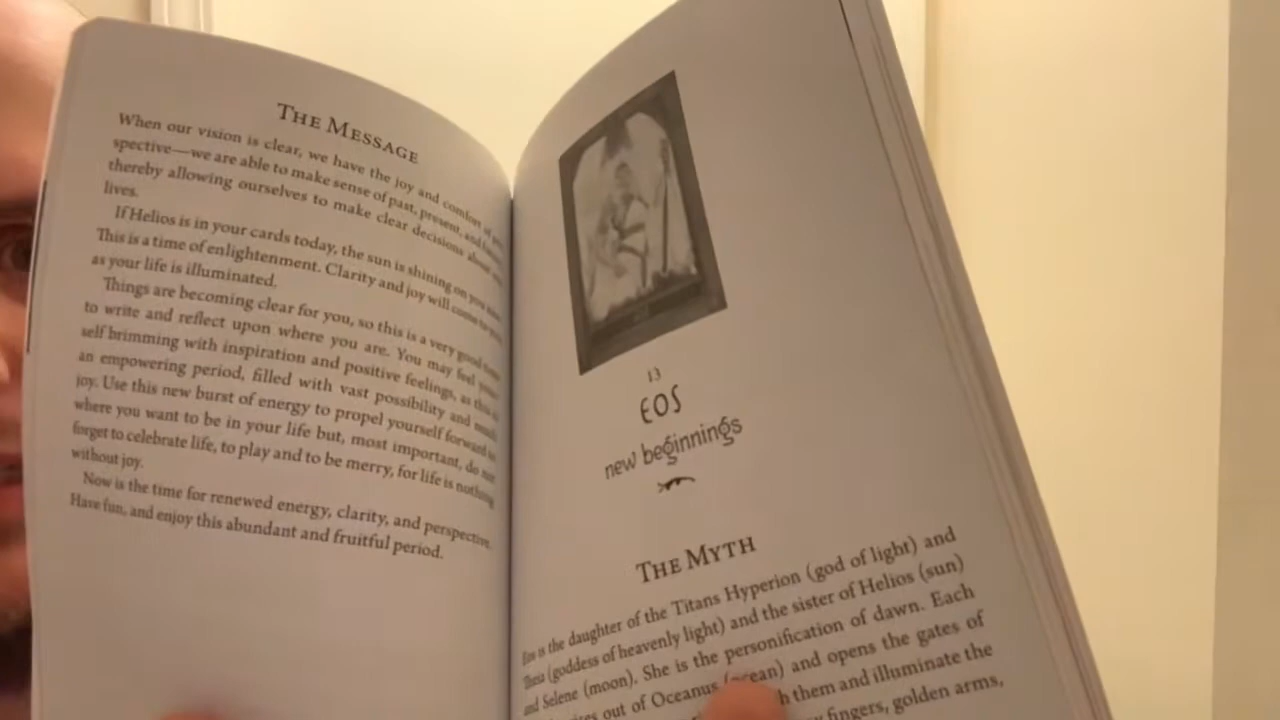 THE MESSAGE
When our vision is clear, we have the joy and comfort of
spective—we are able to make sense of past, present, and
thereby allowing ourselves to make clear decisions about
lives.
If Helios is in your cards today, the sun is shining on you
This is a time of enlightenment. Clarity and joy will come to
as your life is illuminated.
Things are becoming clear for you, so this is a very good
to write and reflect upon where you are. You may feel
self brimming with inspiration and positive feelings, as this
an empowering period, filled with vast possibility and much
joy. Use this new burst of energy to propel yourself forward to
where you want to be in your life but, most important, do not
forget to celebrate life, to play and to be merry, for life is nothing
without joy.
Now is the time for renewed energy, clarity, and perspective.
Have fun, and enjoy this abundant and fruitful period.
13
EOS
new beginnings
THE MYTH
Eos is the daughter of the Titans Hyperion (god of light) and
Theia (goddess of heavenly light) and the sister of Helios (sun)
and Selene (moon). She is the personification of dawn. Each
out of Oceanus (ocean) and opens the gates of
them and illuminate the
fingers, golden arms,